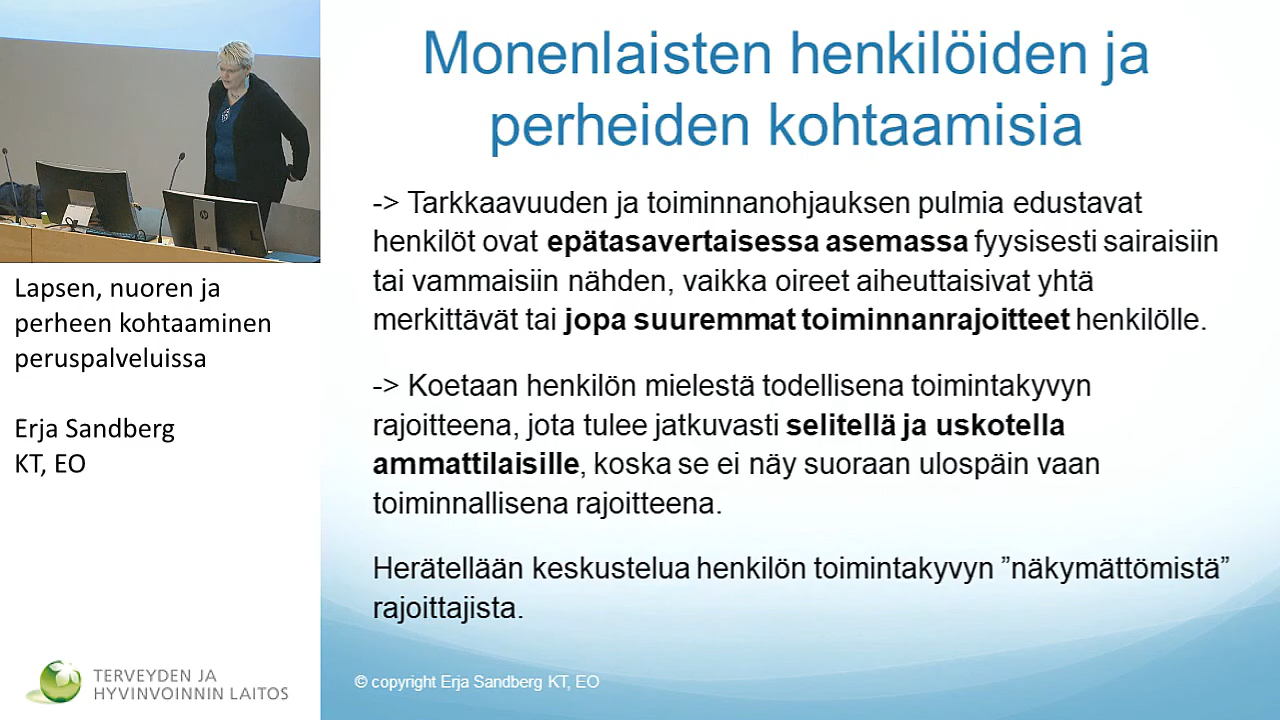 Monenlaisten henkilöiden ja
perheiden kohtaamisia
-> Tarkkaavuuden ja toiminnanohjauksen pulmia edustavat
henkilöt ovat epätasavertaisessa asemassa fyysisesti sairaisiin
tai vammaisiin nähden, vaikka oireet aiheuttaisivat yhtä
merkittävät tai jopa suuremmat toiminnanrajoitteet henkilölle.
-> Koetaan henkilön mielestä todellisena toimintakyvyn
rajoitteena, jota tulee jatkuvasti selitellä ja uskotella
ammattilaisille, koska se ei näy suoraan ulospäin vaan
toiminnallisena rajoitteena.
Herätellään keskustelua henkilön toimintakyvyn ”näkymättömistä”
rajoittajista.
© copyright Erja Sandberg KT, EO
Lapsen, nuoren ja
perheen kohtaaminen
peruspalveluissa
Erja Sandberg
KT, EO
TERVEYDEN JA
HYVINVOINNIN LAITOS
hp